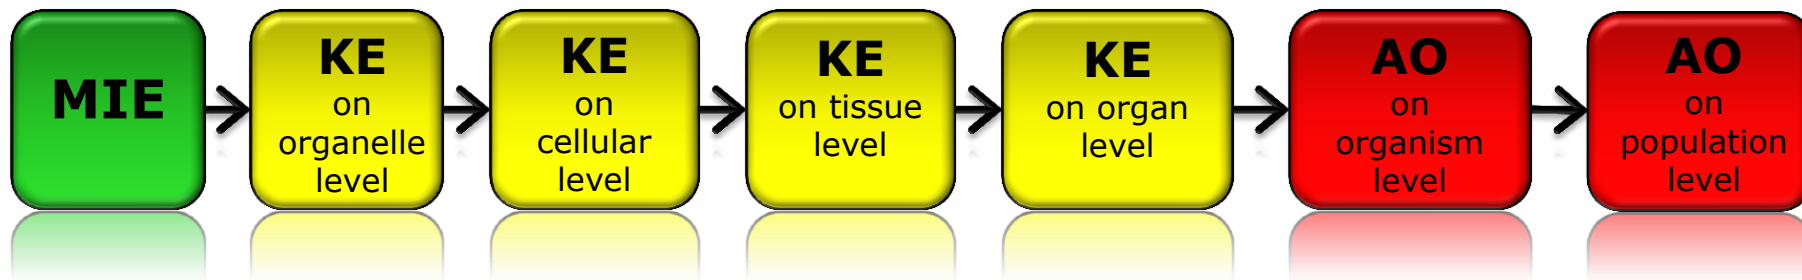 MIE
KE
on
organelle
level
KE
on
cellular
level
KE
on tissue
level
KE
on organ
level
AO
on
organism
level
AO
on
population
level